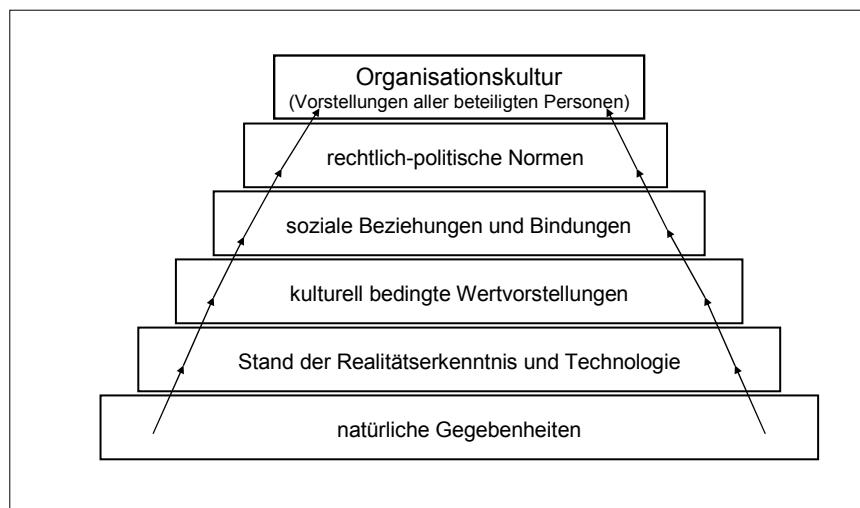 Organisationskultur
(Vorstellungen aller beteiligten Personen)
rechtlich-politische Normen
soziale Beziehungen und Bindungen
kulturell bedingte Wertvorstellungen
Stand der Realitätserkenntnis und Technologie
natürliche Gegebenheiten